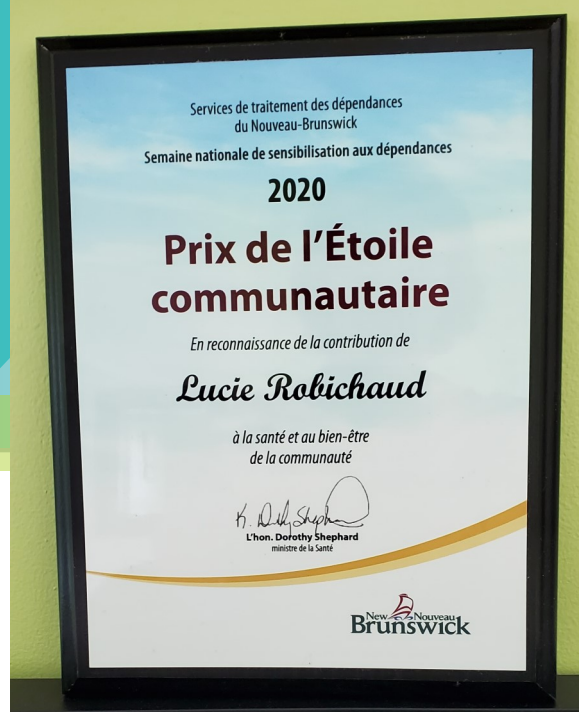 Services de traitement des dépendances
du Nouveau-Brunswick
Semaine nationale de sensibilisation aux dépendances
2020
Prix de l'Étoile
communautaire
En reconnaissance de la contribution de
Lucie Robichaud
à la santé et au bien-être
de la communauté
K. Dorothy Shephard
L'hon. Dorothy Shephard
ministre de la Santé
New Nouveau
Brunswick